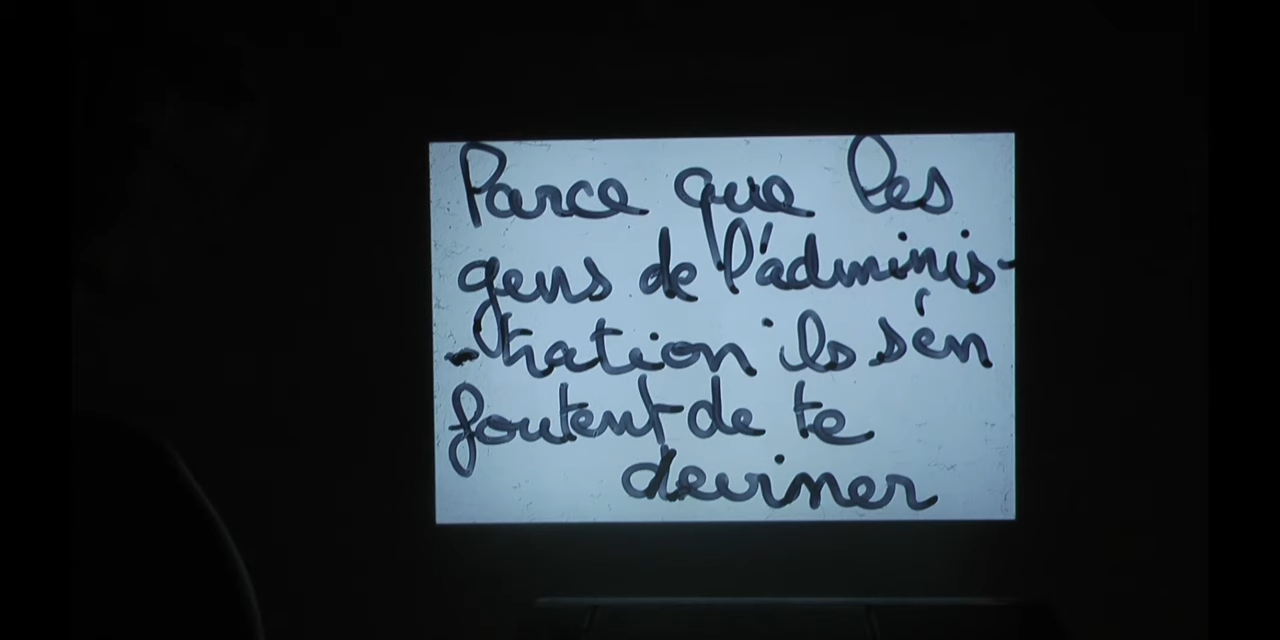 Parce que les
gens de l'adminis-
-tration ils s'en
foutent de te
deviner